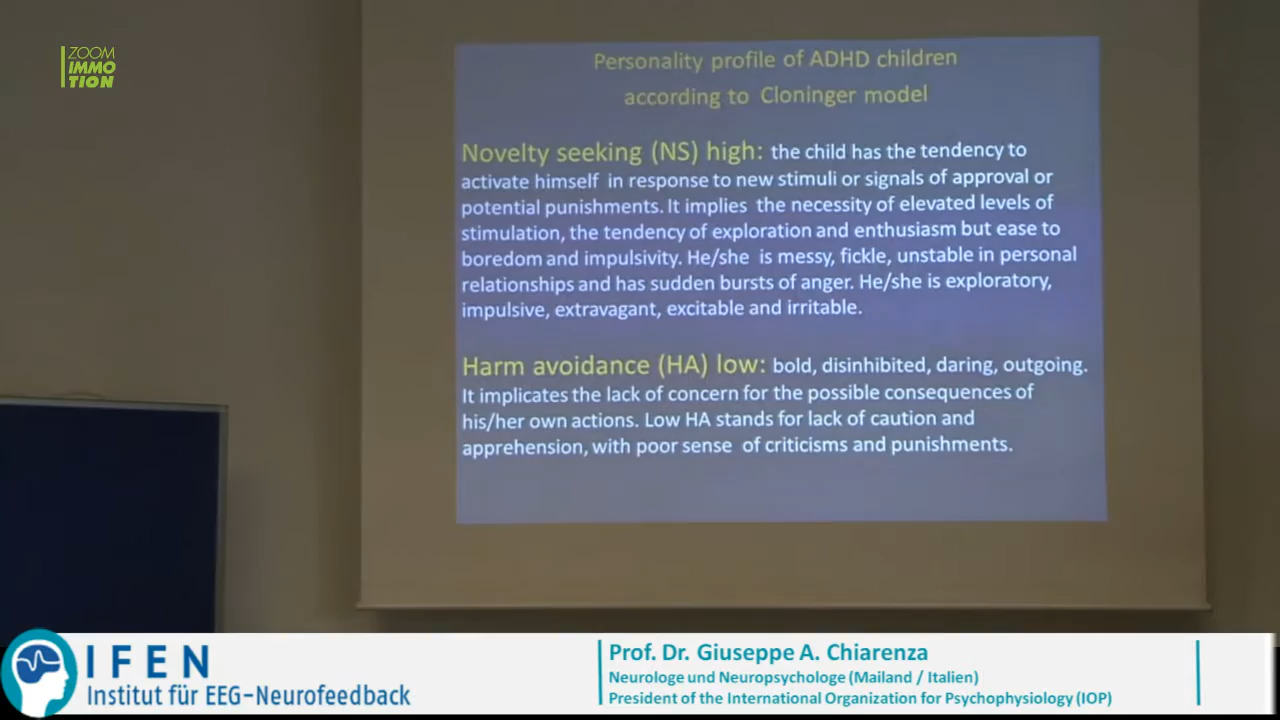 ZOOM
IMMO
TION
Personality profile of ADHD children
according to Cloninger model
Novelty seeking (NS) high: the child has the tendency to
activate himself in response to new stimuli or signals of approval or
potential punishments. It implies the necessity of elevated levels of
stimulation, the tendency of exploration and enthusiasm but ease to
boredom and impulsivity. He/she is messy, fickle, unstable in personal
relationships and has sudden bursts of anger. He/she is exploratory,
impulsive, extravagant, excitable and irritable.
Harm avoidance (HA) low: bold, disinhibited, daring, outgoing.
It implicates the lack of concern for the possible consequences of
his/her own actions. Low HA stands for lack of caution and
apprehension, with poor sense of criticisms and punishments.
IFEN
Institut für EEG-Neurofeedback
Prof. Dr. Giuseppe A. Chiarenza
Neurologe und Neuropsychologe (Mailand / Italien)
President of the International Organization for Psychophysiology (IOP)